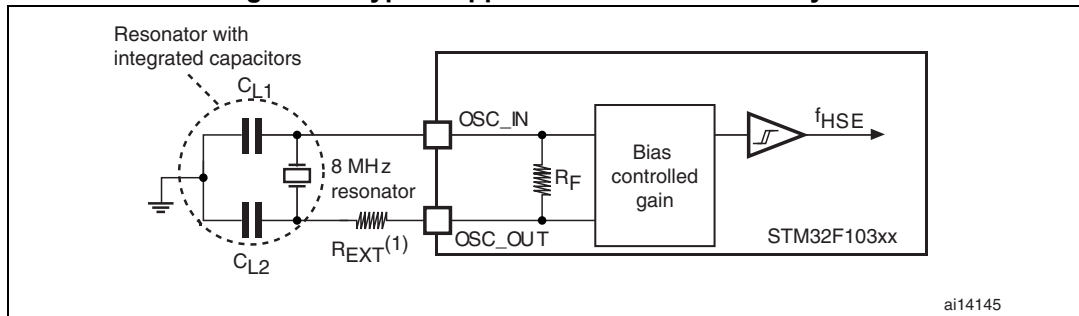 Resonator with
integrated capacitors
CL1
OSC_IN
fHSE
8 MHz
resonator
RF
Bias
controlled
gain
OSC_OUT
STM32F103xx
REXT(1)
CL2
ai14145